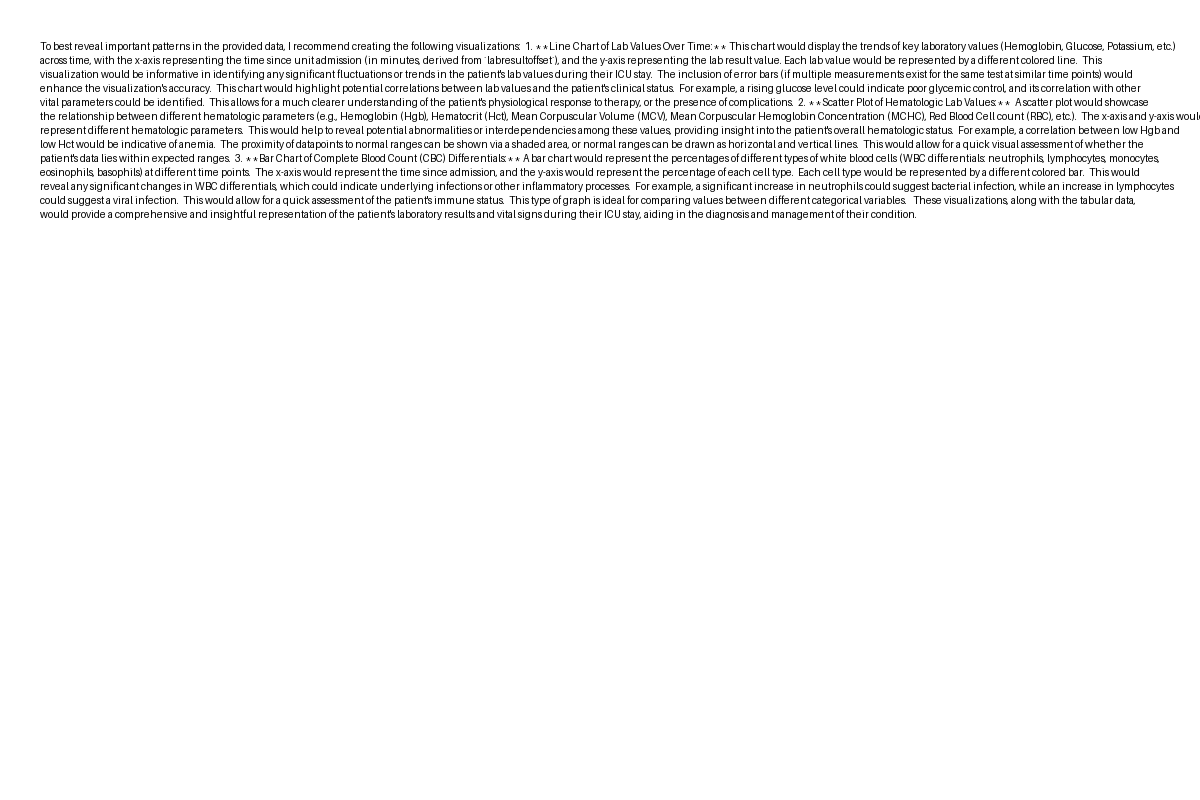 To best reveal important patterns in the provided data, I recommend creating the following visualizations:  1. **Line Chart of Lab Values Over Time:** This chart would display the trends of key laboratory values (Hemoglobin, Glucose, Potassium, etc.)
across time, with the x-axis representing the time since unit admission (in minutes, derived from `labresultoffset`), and the y-axis representing the lab result value. Each lab value would be represented by a different colored line.  This
visualization would be informative in identifying any significant fluctuations or trends in the patient's lab values during their ICU stay.  The inclusion of error bars (if multiple measurements exist for the same test at similar time points) would
enhance the visualization's accuracy.  This chart would highlight potential correlations between lab values and the patient's clinical status.  For example, a rising glucose level could indicate poor glycemic control, and its correlation with other
vital parameters could be identified.  This allows for a much clearer understanding of the patient's physiological response to therapy, or the presence of complications.  2. **Scatter Plot of Hematologic Lab Values:**  A scatter plot would showcase
the relationship between different hematologic parameters (e.g., Hemoglobin (Hgb), Hematocrit (Hct), Mean Corpuscular Volume (MCV), Mean Corpuscular Hemoglobin Concentration (MCHC), Red Blood Cell count (RBC), etc.).  The x-axis and y-axis
represent different hematologic parameters.  This would help to reveal potential abnormalities or interdependencies among these values, providing insight into the patient's overall hematologic status.  For example, a correlation between low Hgb and
low Hct would be indicative of anemia.  The proximity of datapoints to normal ranges can be shown via a shaded area, or normal ranges can be drawn as horizontal and vertical lines.  This would allow for a quick visual assessment of whether the
patient's data lies within expected ranges.  3. **Bar Chart of Complete Blood Count (CBC) Differentials:** A bar chart would represent the percentages of different types of white blood cells (WBC differentials: neutrophils, lymphocytes, monocytes,
eosinophils, basophils) at different time points.  The x-axis would represent the time since admission, and the y-axis would represent the percentage of each cell type.  Each cell type would be represented by a different colored bar.  This would
reveal any significant changes in WBC differentials, which could indicate underlying infections or other inflammatory processes.  For example, a significant increase in neutrophils could suggest bacterial infection, while an increase in lymphocytes
could suggest a viral infection.  This would allow for a quick assessment of the patient's immune status.  This type of graph is ideal for comparing values between different categorical variables.   These visualizations, along with the tabular data,
would provide a comprehensive and insightful representation of the patient's laboratory results and vital signs during their ICU stay, aiding in the diagnosis and management of their condition.